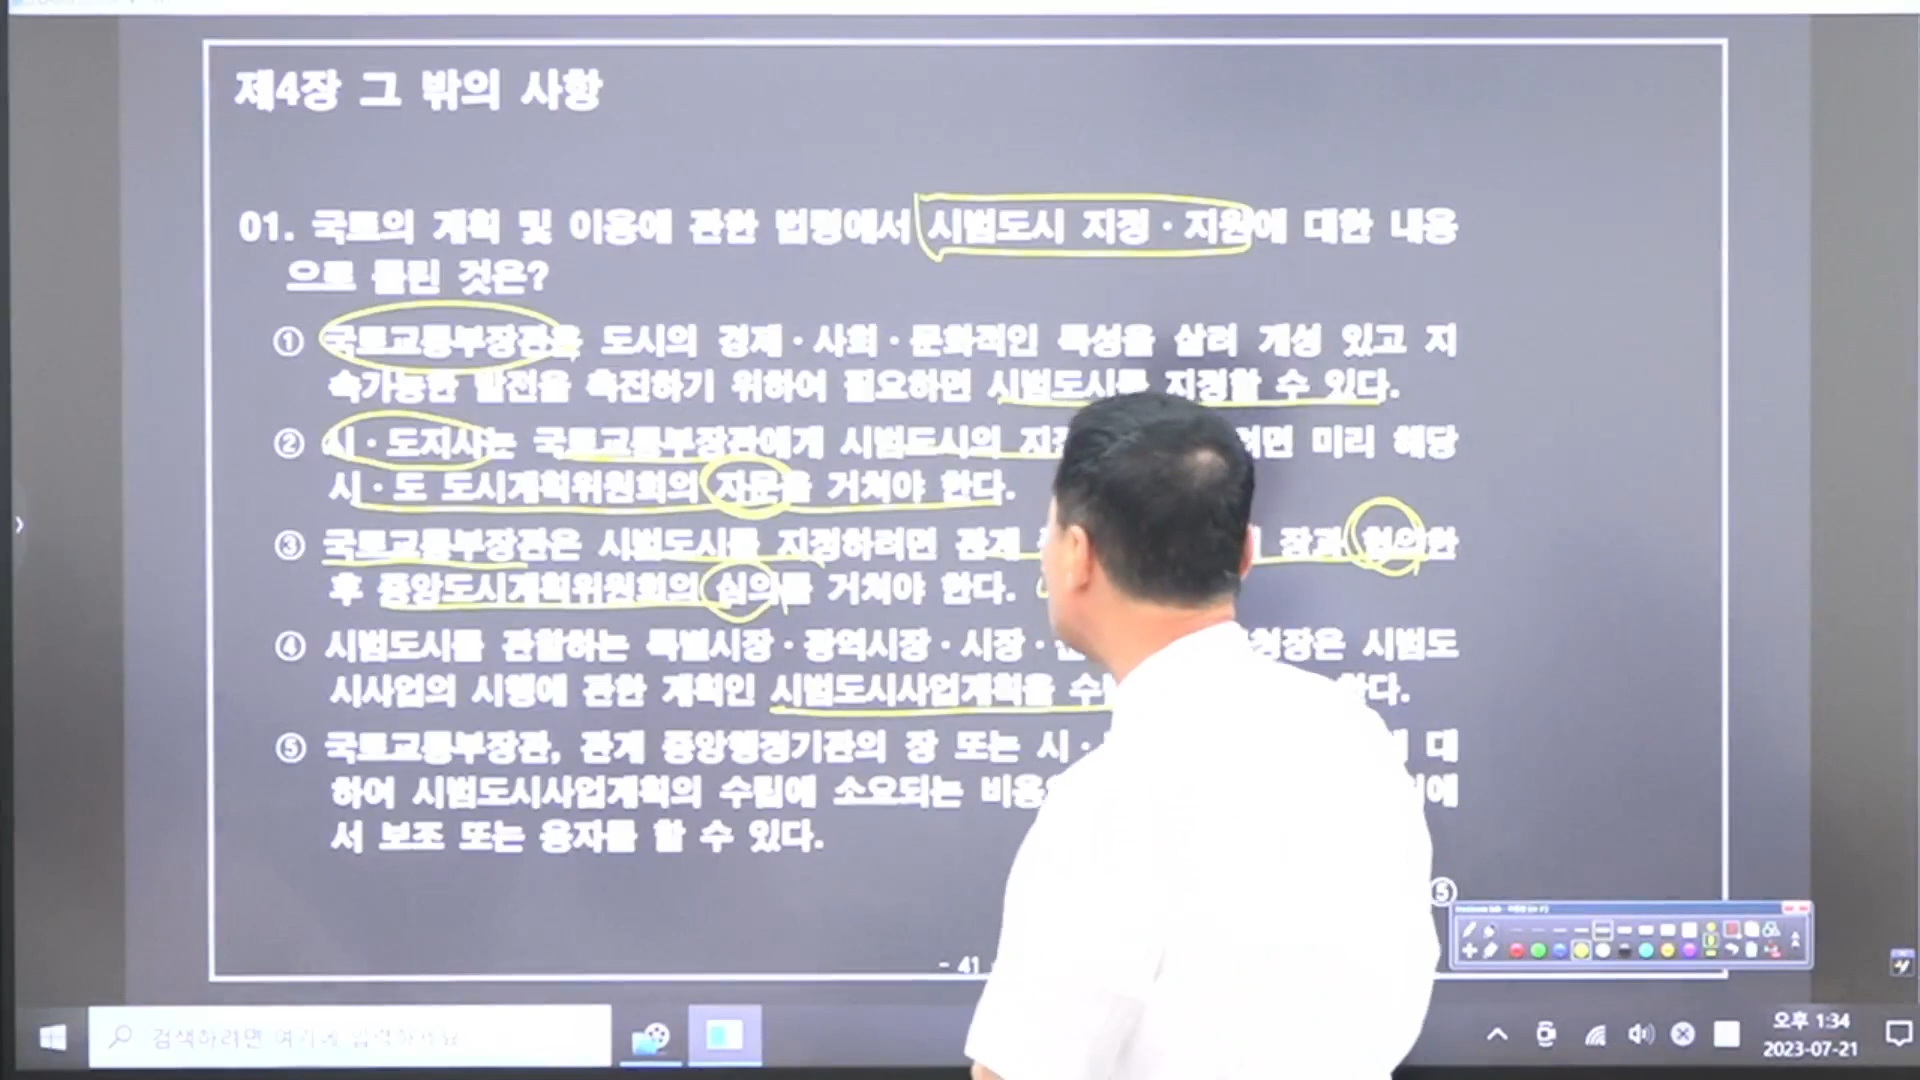 제4장 그 밖의 사항
01. 국토의 계획 및 이용에 관한 법령에서 시범도시 지정·지원에 대한 내용
으로 틀린 것은?
① 국토교통부장관은 도시의 경제·사회·문화적인 특성을 살려 개성 있고 지
속가능한 발전을 촉진하기 위하여 필요하면 시범도시를 지정할 수 있다.
② 시·도지사는 국토교통부장관에게 시범도시의 미리 해당
시·도 도시계획위원회의 자문을 거쳐야 한다.
③ 국토교통부장관은 시범도시를 지정하려면 관계 장과 협의한
후 중앙도시계획위원회의 심의를 거쳐야 한다.
④ 시범도시를 관할하는 특별시장·광역시장·시장· 시범도
시사업의 시행에 관한 계획인 시범도시사업계획을 한다.
⑤ 국토교통부장관, 관계 중앙행정기관의 장 또는 시· 대
하여 시범도시사업계획의 수립에 소요되는
서 보조 또는 융자를 할 수 있다.
⑤
- 41
검색하려면 여기에 입력하세요
오후 1:34
2023-07-21